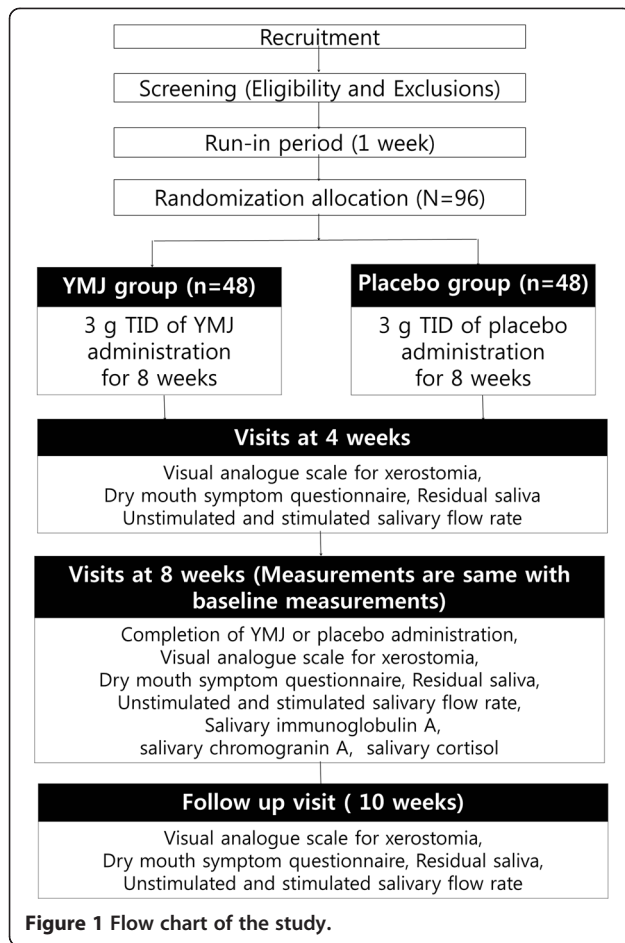 Recruitment
Screening (Eligibility and Exclusions)
Run-in period (1 week)
Randomization allocation (N=96)
YMJ group (n=48)
3 g TID of YMJ
administration
for 8 weeks
Placebo group (n=48)
3 g TID of placebo
administration
for 8 weeks
Visits at 4 weeks
Visual analogue scale for xerostomia,
Dry mouth symptom questionnaire, Residual saliva
Unstimulated and stimulated salivary flow rate
Visits at 8 weeks (Measurements are same with
baseline measurements)
Completion of YMJ or placebo administration,
Visual analogue scale for xerostomia,
Dry mouth symptom questionnaire, Residual saliva,
Unstimulated and stimulated salivary flow rate,
Salivary immunoglobulin A,
salivary chromogranin A, salivary cortisol
Follow up visit ( 10 weeks)
Visual analogue scale for xerostomia,
Dry mouth symptom questionnaire, Residual saliva,
Unstimulated and stimulated salivary flow rate
Figure 1 Flow chart of the study.